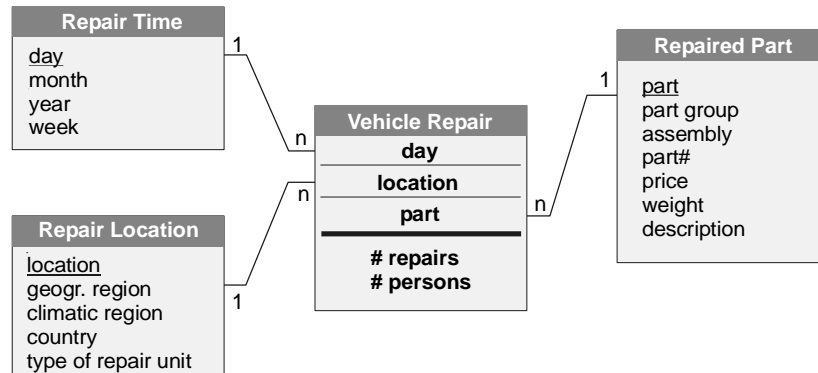 Repair Time
day
month
year
week
1
n
Repair Location
location
geogr. region
climatic region
country
type of repair unit
1
n
Vehicle Repair
day
location
part
# repairs
# persons
n
1
Repaired Part
part
part group
assembly
part#
price
weight
description